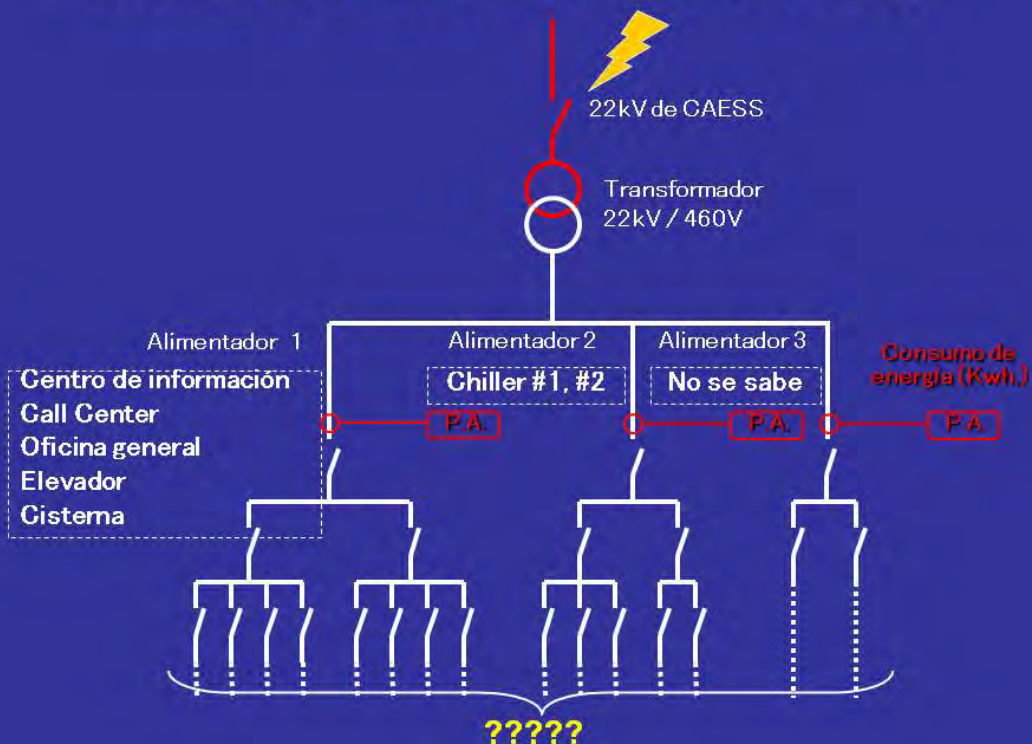 22kV de CAESS
Transformador
22kV / 460V
Alimentador 1
Alimentador 2
Alimentador 3
Centro de información
Call Center
Oficina general
Elevador
Cisterna
Chiller #1, #2
No se sabe
Consumo de
energía (Kwh.)
P.A.
P.A.
P.A.
?????